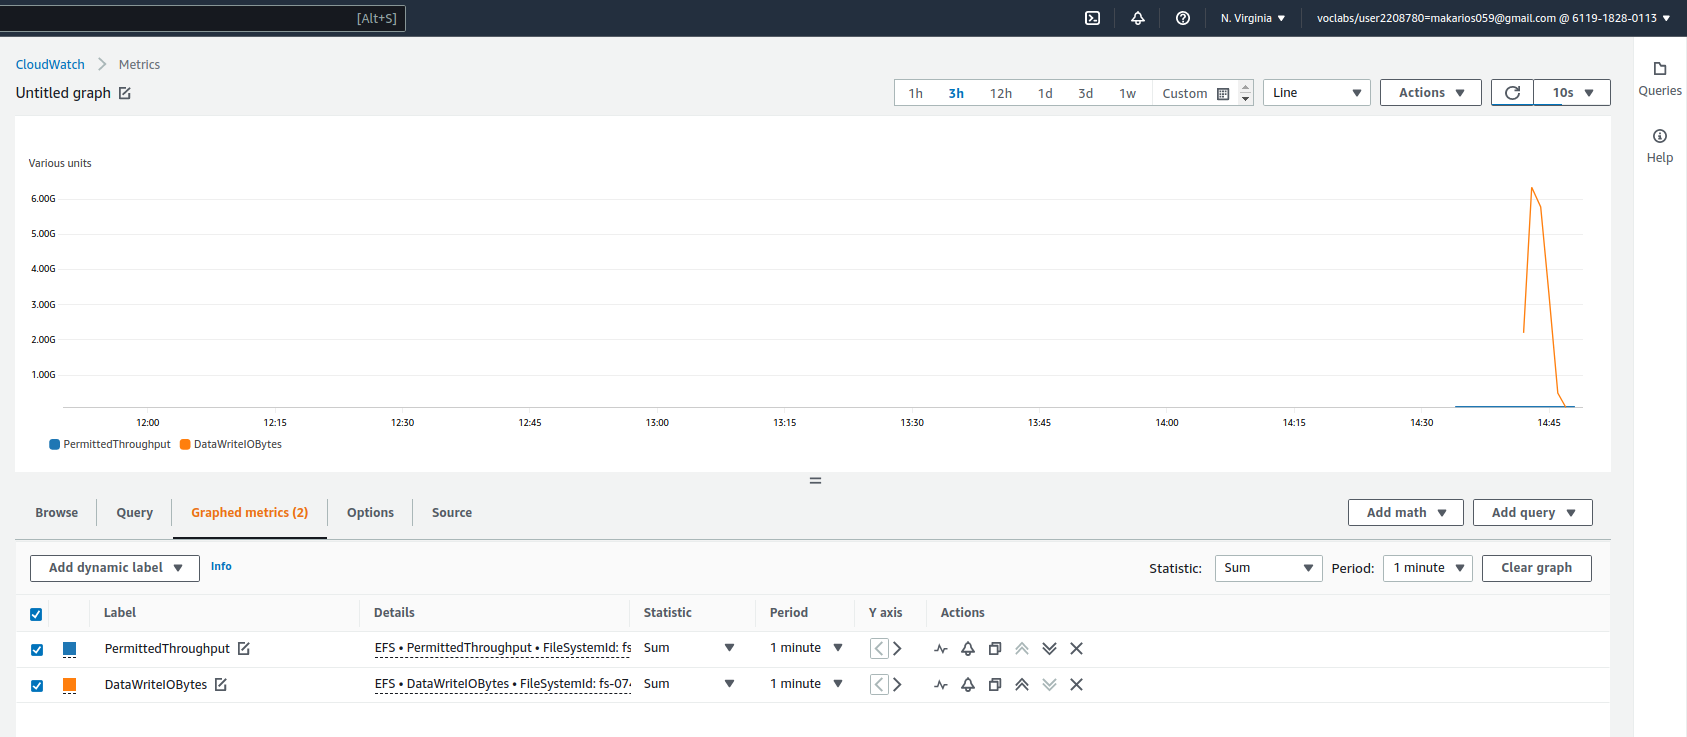 [Alt+S]
N. Virginia
voclabs/user2208780=makarios059@gmail.com @ 6119-1828-0113
CloudWatch
Metrics
Untitled graph
1h 3h 12h 1d 3d 1w Custom
Line
Actions
10s
Queries
Help
Various units
6.00G
5.00G
4.00G
3.00G
2.00G
1.00G
12:00 12:15 12:30 12:45 13:00 13:15 13:30 13:45 14:00 14:15 14:30 14:45
PermittedThroughput DataWriteIOBytes
Browse Query Graphed metrics (2) Options Source
Add math Add query
Add dynamic label Info
Statistic: Sum Period: 1 minute Clear graph
Label Details Statistic Period Y axis Actions
PermittedThroughput EFS • PermittedThroughput • FileSystemId: fs Sum 1 minute
DataWriteIOBytes EFS • DataWriteIOBytes • FileSystemId: fs-07 Sum 1 minute